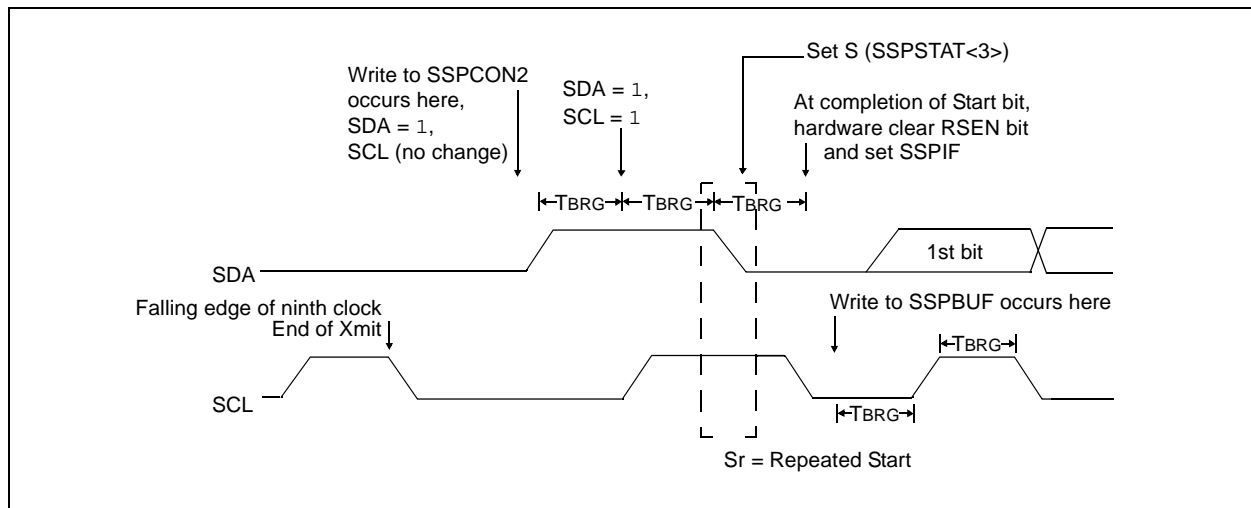 Set S (SSPSTAT<3>)
Write to SSPCON2
occurs here,
SDA = 1,
SCL (no change)
SDA = 1,
SCL = 1
At completion of Start bit,
hardware clear RSEN bit
and set SSPIF
TBRG
TBRG
TBRG
SDA
1st bit
Falling edge of ninth clock
End of Xmit
Write to SSPBUF occurs here
TBRG
SCL
TBRG
Sr = Repeated Start